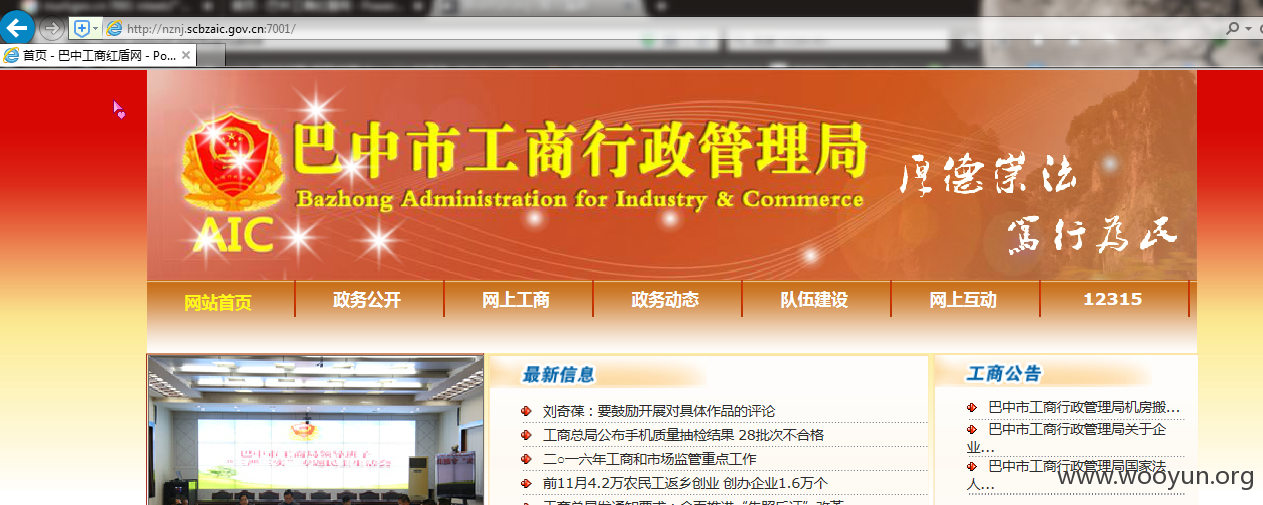 http://nznj.scbzaic.gov.cn:7001/
首页 - 巴中工商红盾网 - Po...
巴中市工商行政管理局
Bazhong Administration for Industry & Commerce
AIC
厚德崇法
笃行为民
网站首页
政务公开
网上工商
政务动态
队伍建设
网上互动
12315
最新信息
刘奇葆：要鼓励开展对具体作品的评论
工商总局公布手机质量抽检结果 28批次不合格
二○一六年工商和市场监管重点工作
前11月4.2万农民工返乡创业 创办企业1.6万个
工商公告
巴中市工商行政管理局机房搬...
巴中市工商行政管理局关于企
业...
巴中市工商行政管理局国家法
人...
www.wooyun.org